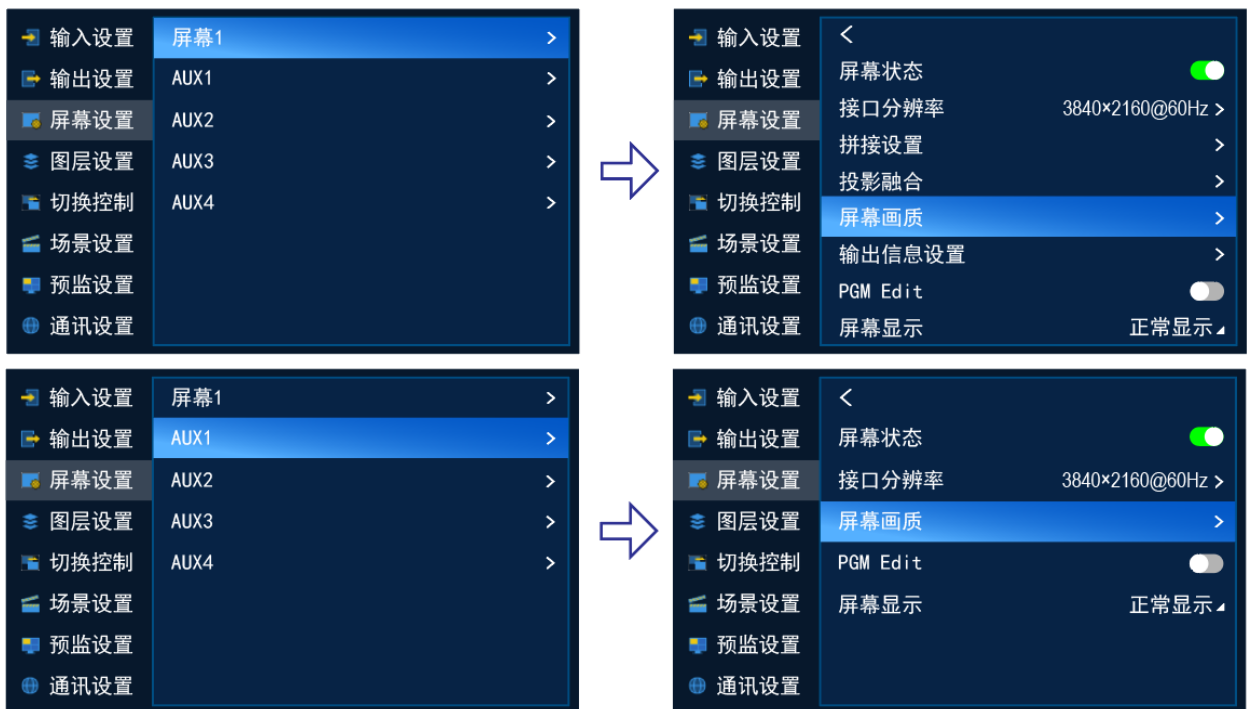 输入设置
输出设置
屏幕设置
图层设置
切换控制
场景设置
预监设置
通讯设置
屏幕1 >
AUX1 >
AUX2 >
AUX3 >
AUX4 >
输入设置
输出设置
屏幕设置
图层设置
切换控制
场景设置
预监设置
通讯设置
<
屏幕状态
接口分辨率 3840×2160@60Hz >
拼接设置 >
投影融合 >
屏幕画质 >
输出信息设置 >
PGM Edit
屏幕显示 正常显示
输入设置
输出设置
屏幕设置
图层设置
切换控制
场景设置
预监设置
通讯设置
屏幕1 >
AUX1 >
AUX2 >
AUX3 >
AUX4 >
输入设置
输出设置
屏幕设置
图层设置
切换控制
场景设置
预监设置
通讯设置
<
屏幕状态
接口分辨率 3840×2160@60Hz >
屏幕画质 >
PGM Edit
屏幕显示 正常显示